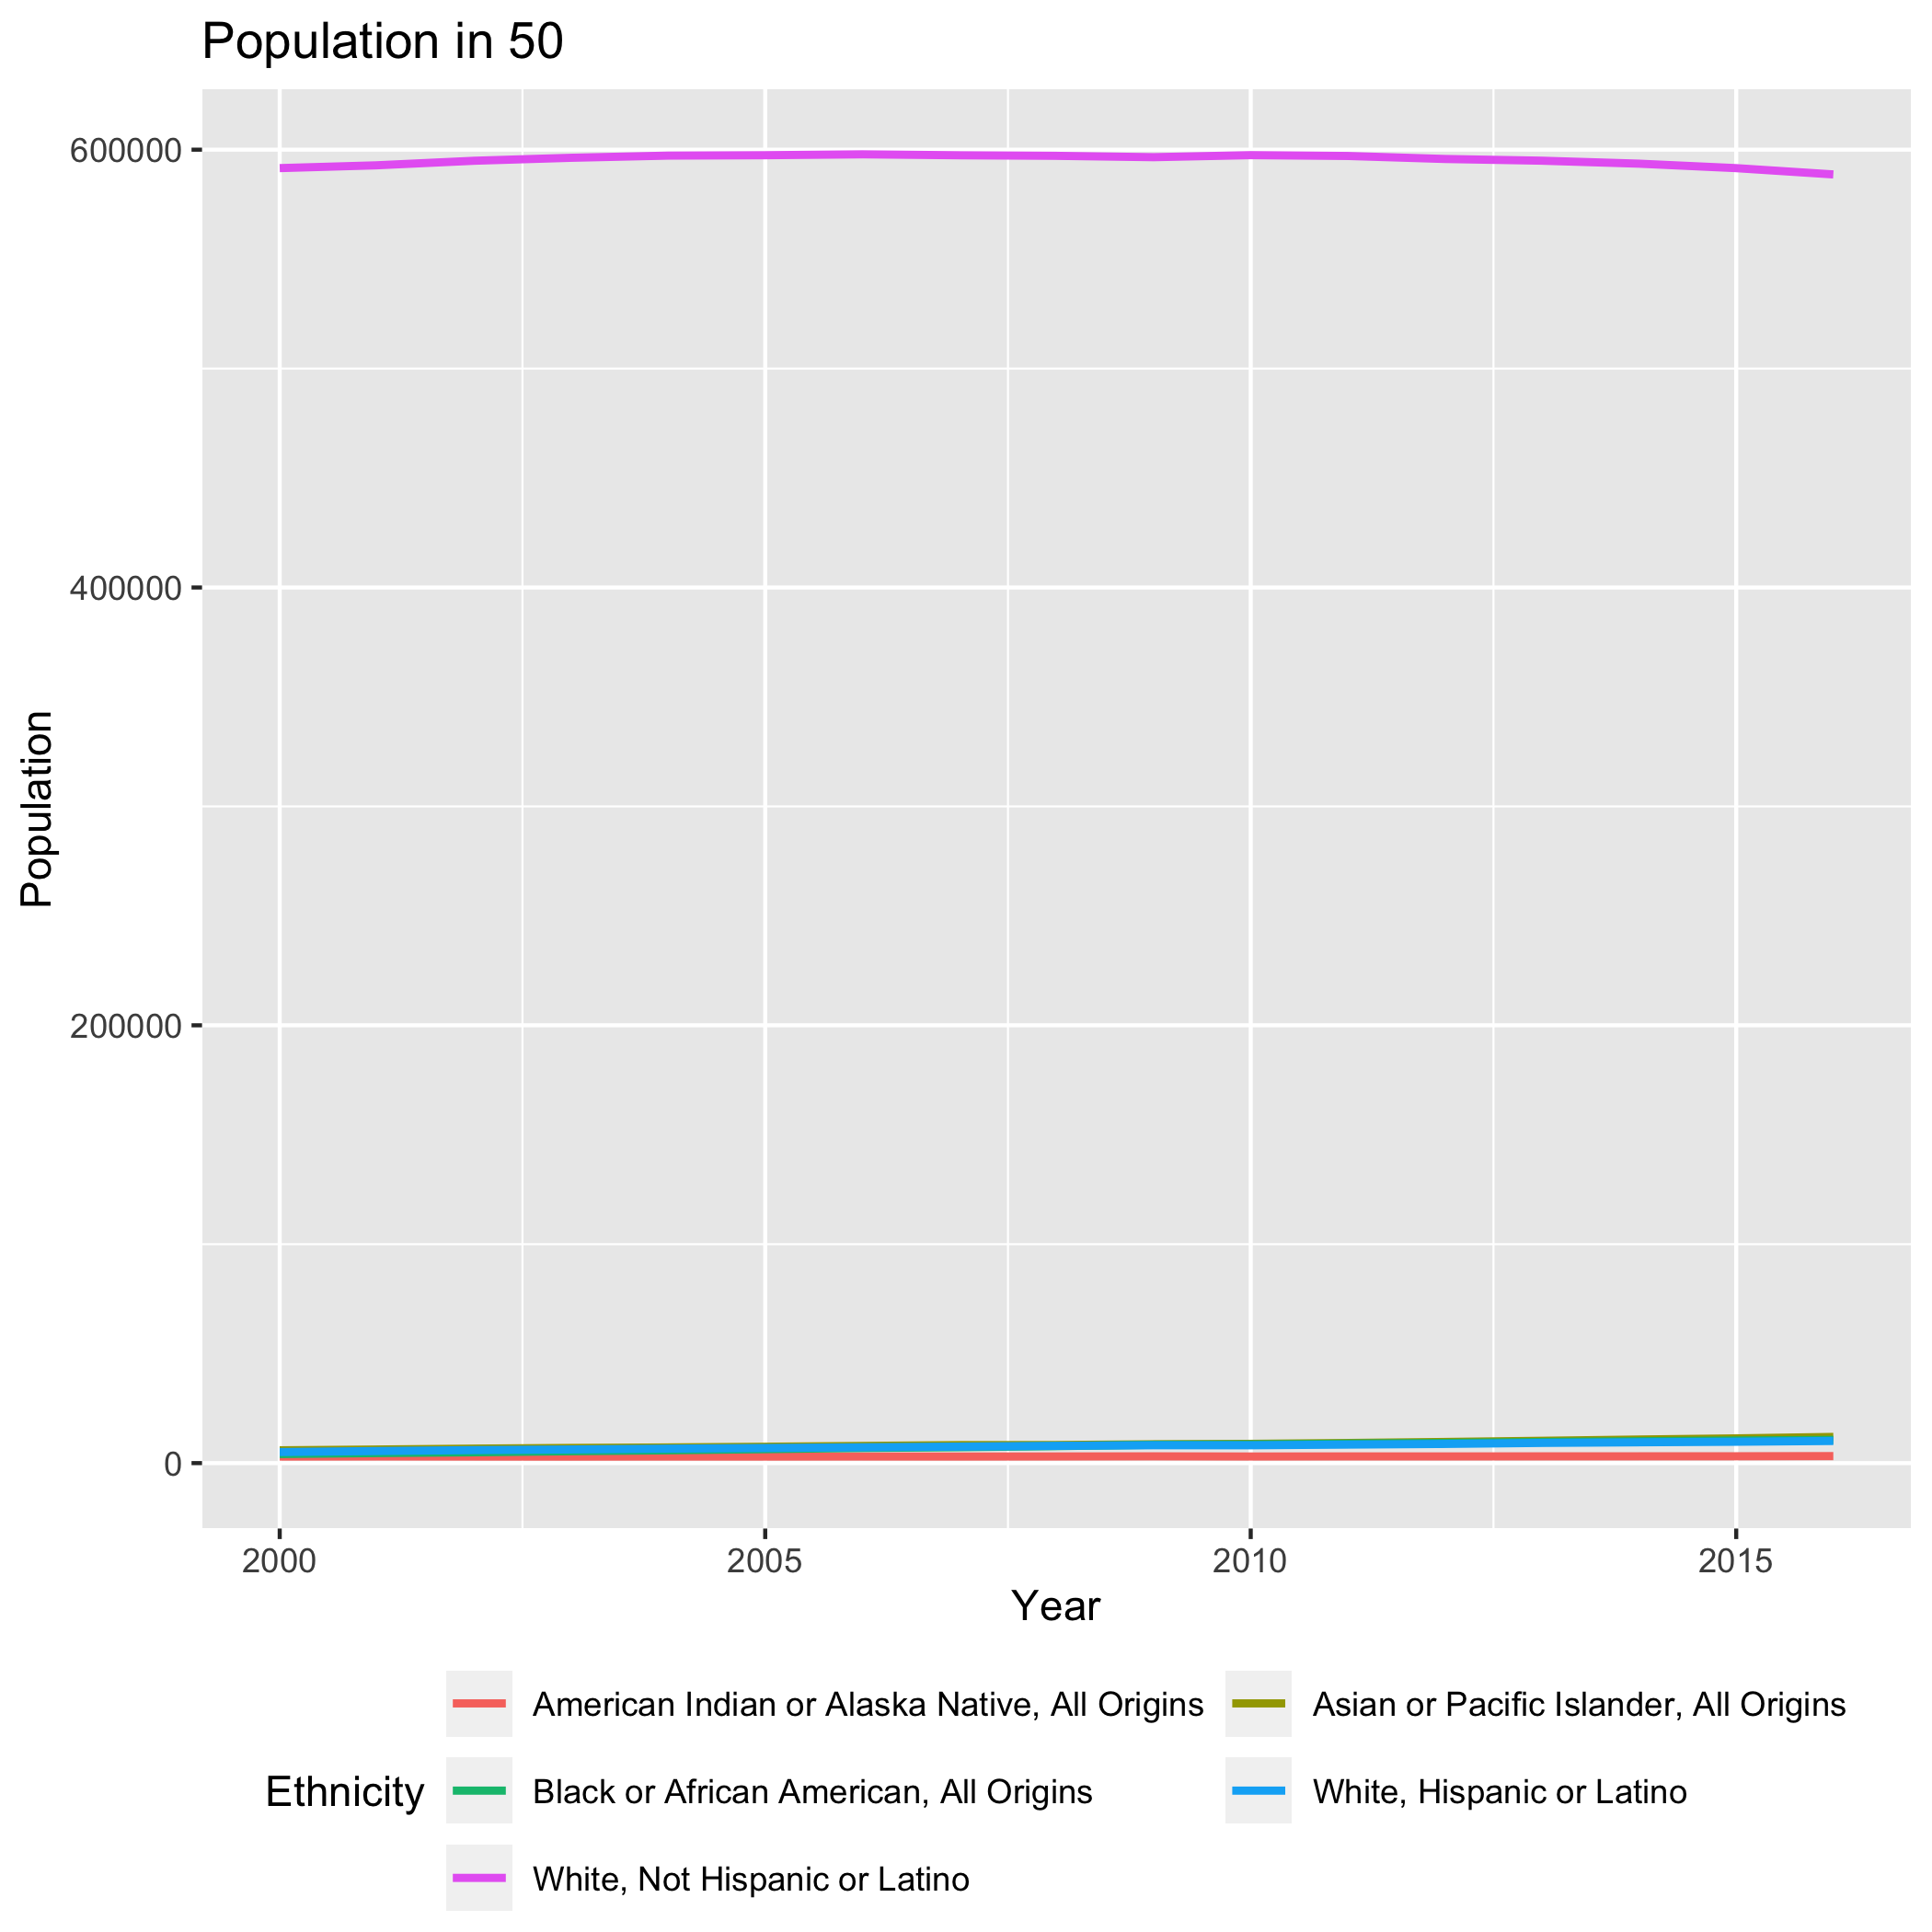 Population in 50
600000
400000
200000
0
Population
2000 2005 2010 2015
Year
Ethnicity
American Indian or Alaska Native, All Origins
Asian or Pacific Islander, All Origins
Black or African American, All Origins
White, Hispanic or Latino
White, Not Hispanic or Latino